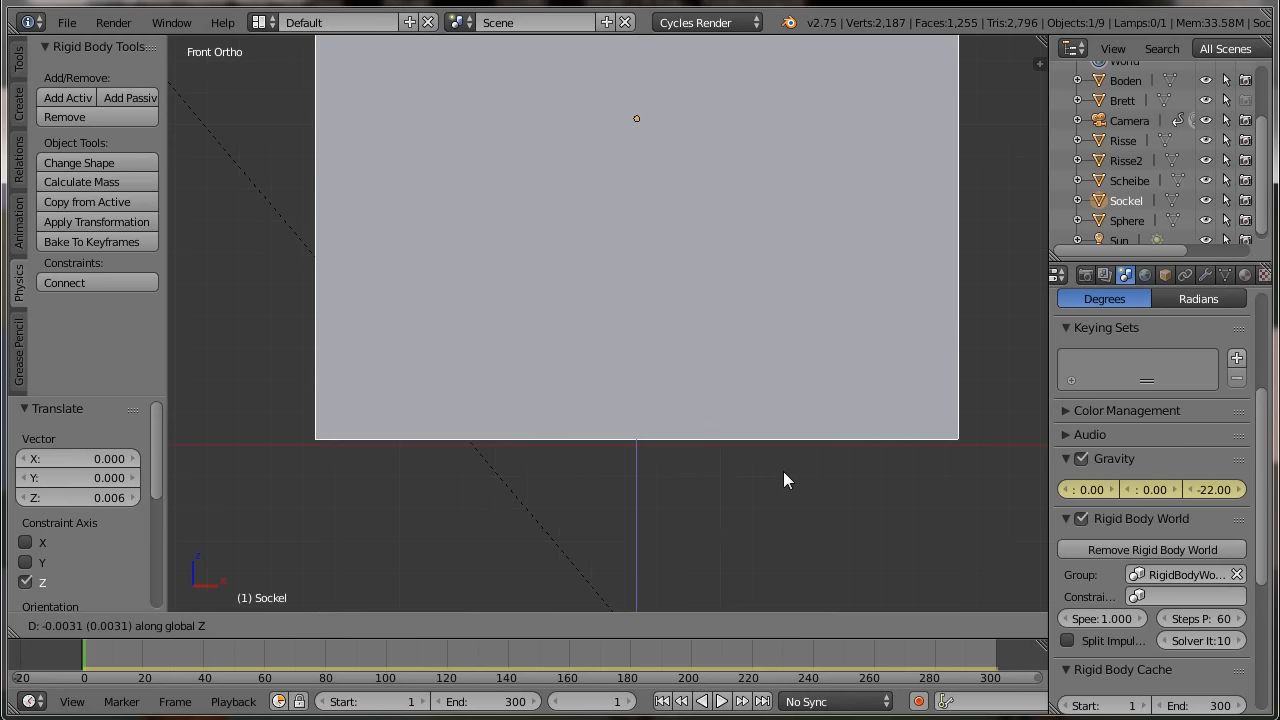 File Render Window Help Default Scene Cycles Render v2.75 | Verts:2,187 | Faces:1,255 | Tris:2,796 | Objects:1/9 | Lamps:0/1 | Mem:33.58M | Soc
Rigid Body Tools
Front Ortho
View Search All Scenes
Tools
Create
Relations
Animation
Physics
Grease Pencil
Add/Remove:
Add Activ Add Passiv
Remove
Object Tools:
Change Shape
Calculate Mass
Copy from Active
Apply Transformation
Bake To Keyframes
Constraints:
Connect
World
Boden
Brett
Camera
Risse
Risse2
Scheibe
Sockel
Sphere
Sun
Degrees Radians
Keying Sets
Color Management
Audio
Gravity
: 0.00 : 0.00 -22.00
Rigid Body World
Remove Rigid Body World
Group: RigidBodyWo...
Constrai...
Spee:1.000 Steps P: 60
Split Impul... Solver It:10
Rigid Body Cache
Start: 1 End: 300
Translate
Vector
X: 0.000
Y: 0.000
Z: 0.006
Constraint Axis
X
Y
Z
Orientation
z
x
(1) Sockel
D: -0.0031 (0.0031) along global Z
-20 0 20 40 60 80 100 120 140 160 180 200 220 240 260 280 300
View Marker Frame Playback Start: 1 End: 300 1 No Sync